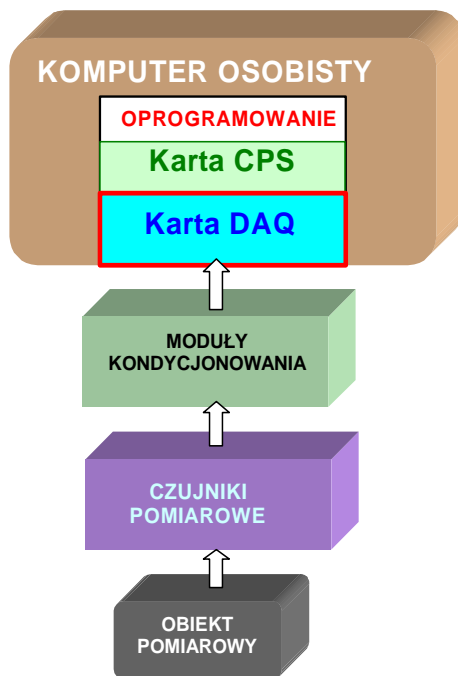 KOMPUTER OSOBISTY
OPROGRAMOWANIE
Karta CPS
Karta DAQ
MODUŁY
KONDYCJONOWANIA
CZUJNIKI
POMIAROWE
OBIEKT
POMIAROWY